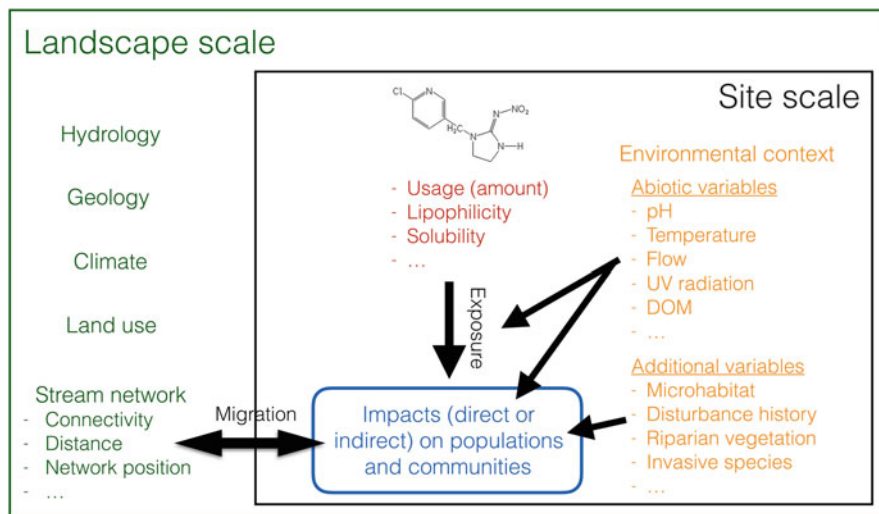 Landscape scale
Hydrology
Geology
Climate
Land use
Stream network
- Connectivity
- Distance
- Network position
- ...
Migration
Site scale
Cl
N
H₂C
N
N
NO₂
N
H
- Usage (amount)
- Lipophilicity
- Solubility
- ...
Exposure
Impacts (direct or
indirect) on populations
and communities
Environmental context
Abiotic variables
- pH
- Temperature
- Flow
- UV radiation
- DOM
- ...
Additional variables
- Microhabitat
- Disturbance history
- Riparian vegetation
- Invasive species
- ...